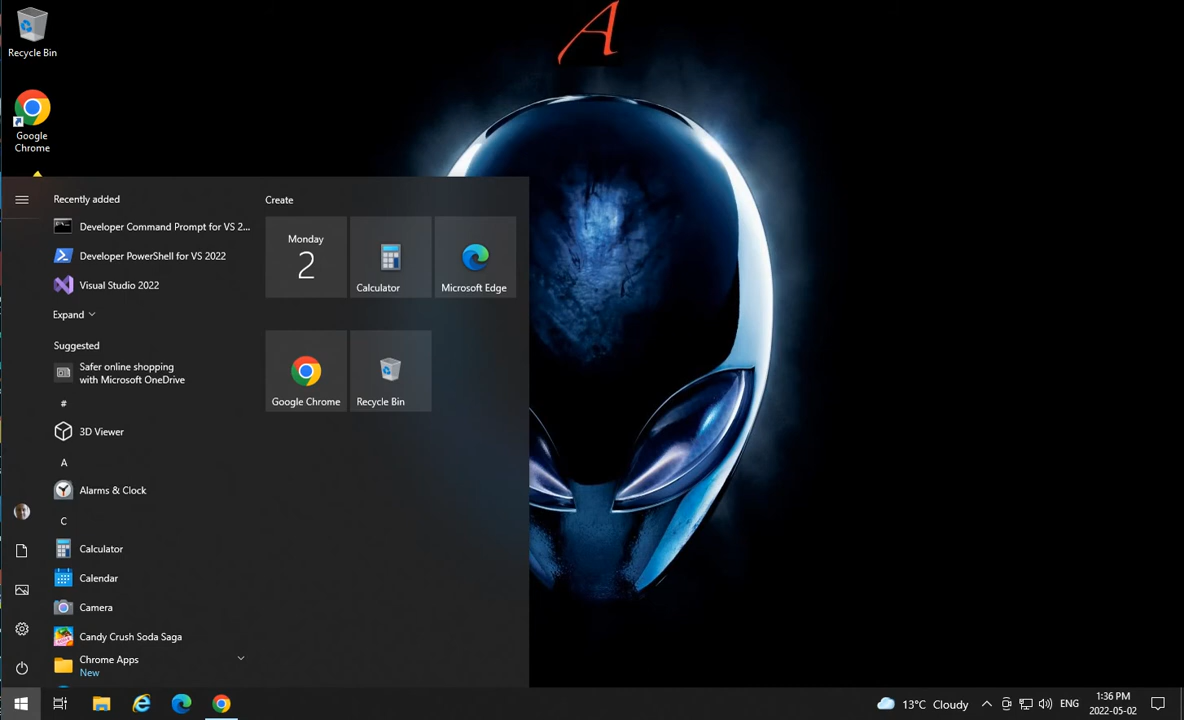 A
Recycle Bin
Google
Chrome
Recently added
Developer Command Prompt for VS 2...
Developer PowerShell for VS 2022
Visual Studio 2022
Expand
Suggested
Safer online shopping
with Microsoft OneDrive
#
3D Viewer
A
Alarms & Clock
C
Calculator
Calendar
Camera
Candy Crush Soda Saga
Chrome Apps
New
Create
Monday
2
Calculator
Microsoft Edge
Google Chrome
Recycle Bin
13°C Cloudy
ENG
1:36 PM
2022-05-02